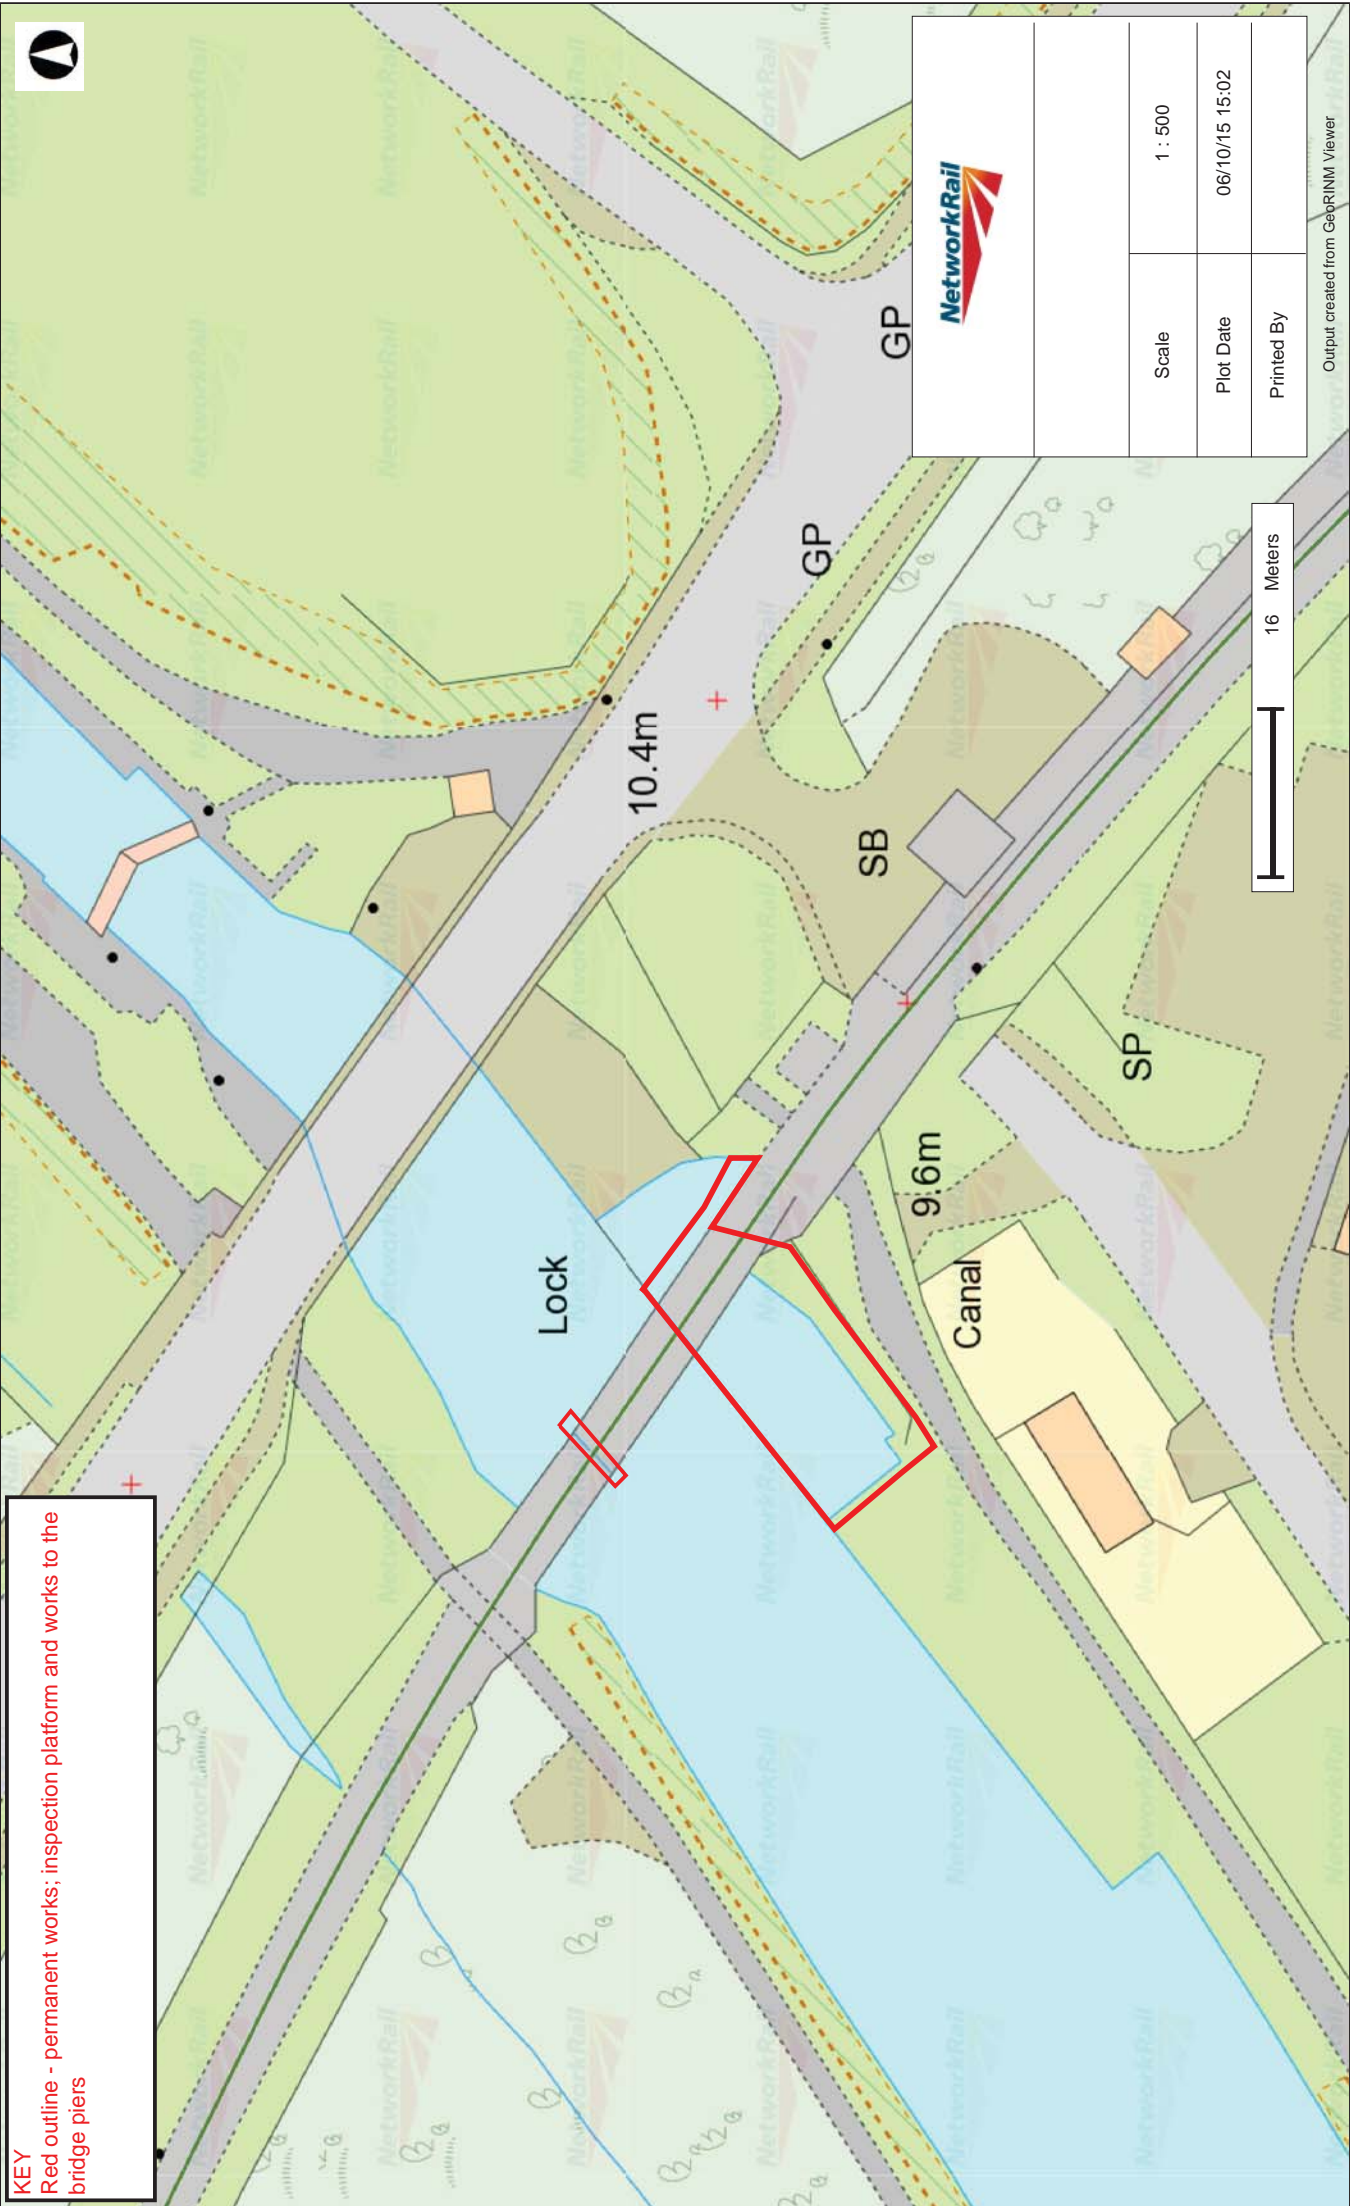 KEY
Red outline - permanent works; inspection platform and works to the
bridge piers
Lock
10.4m
GP
GP
SB
SP
9.6m
Canal
16 Meters
NetworkRail
Scale 1 : 500
Plot Date 06/10/15 15:02
Printed By
Output created from GeoRINM Viewer